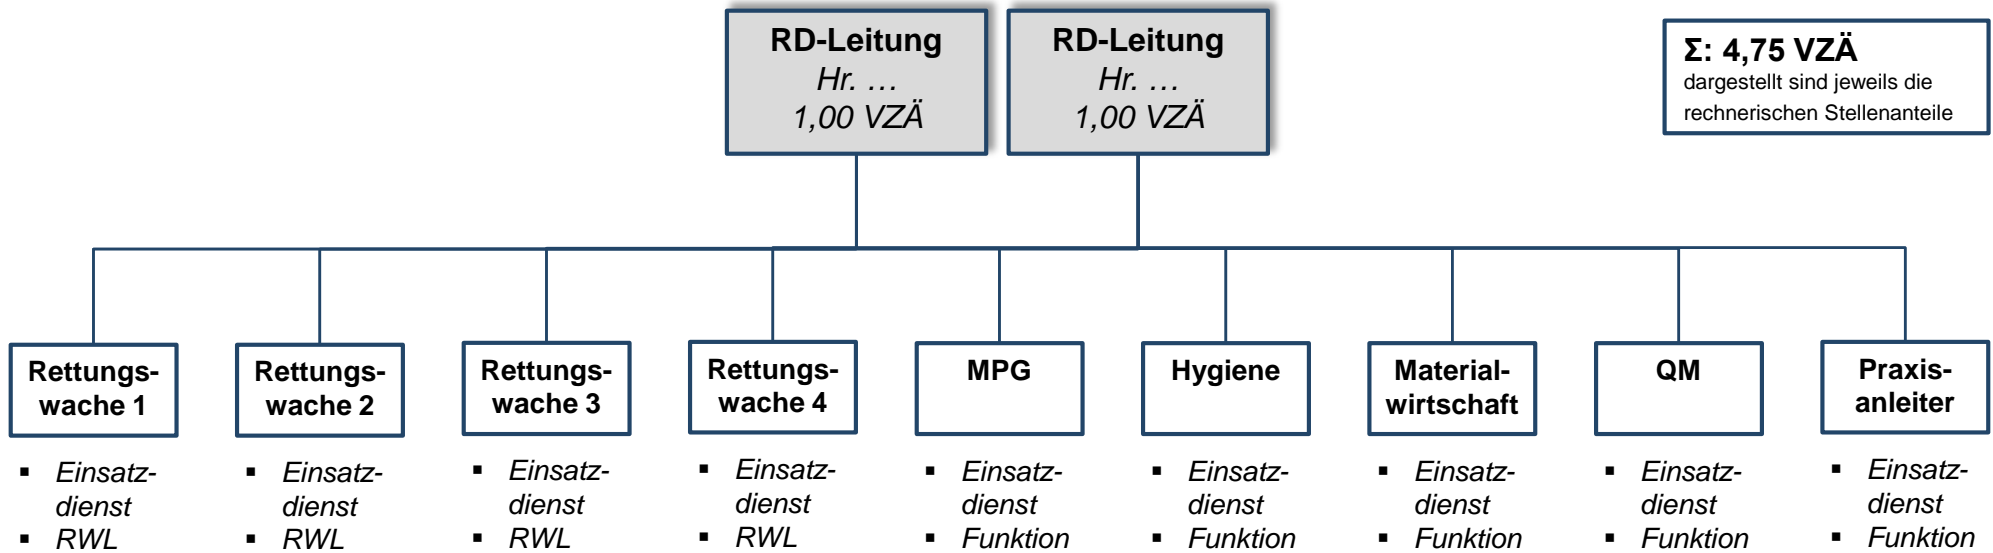 RD-Leitung
Hr. …
1,00 VZÄ
RD-Leitung
Hr. …
1,00 VZÄ
Σ: 4,75 VZÄ
dargestellt sind jeweils die
rechnerischen Stellenanteile
Rettungs-
wache 1
Rettungs-
wache 2
Rettungs-
wache 3
Rettungs-
wache 4
MPG
Hygiene
Material-
wirtschaft
QM
Praxis-
anleiter
▪ Einsatz-
dienst
▪ RWL
▪ Einsatz-
dienst
▪ RWL
▪ Einsatz-
dienst
▪ RWL
▪ Einsatz-
dienst
▪ RWL
▪ Einsatz-
dienst
▪ Funktion
▪ Einsatz-
dienst
▪ Funktion
▪ Einsatz-
dienst
▪ Funktion
▪ Einsatz-
dienst
▪ Funktion
▪ Einsatz-
dienst
▪ Funktion